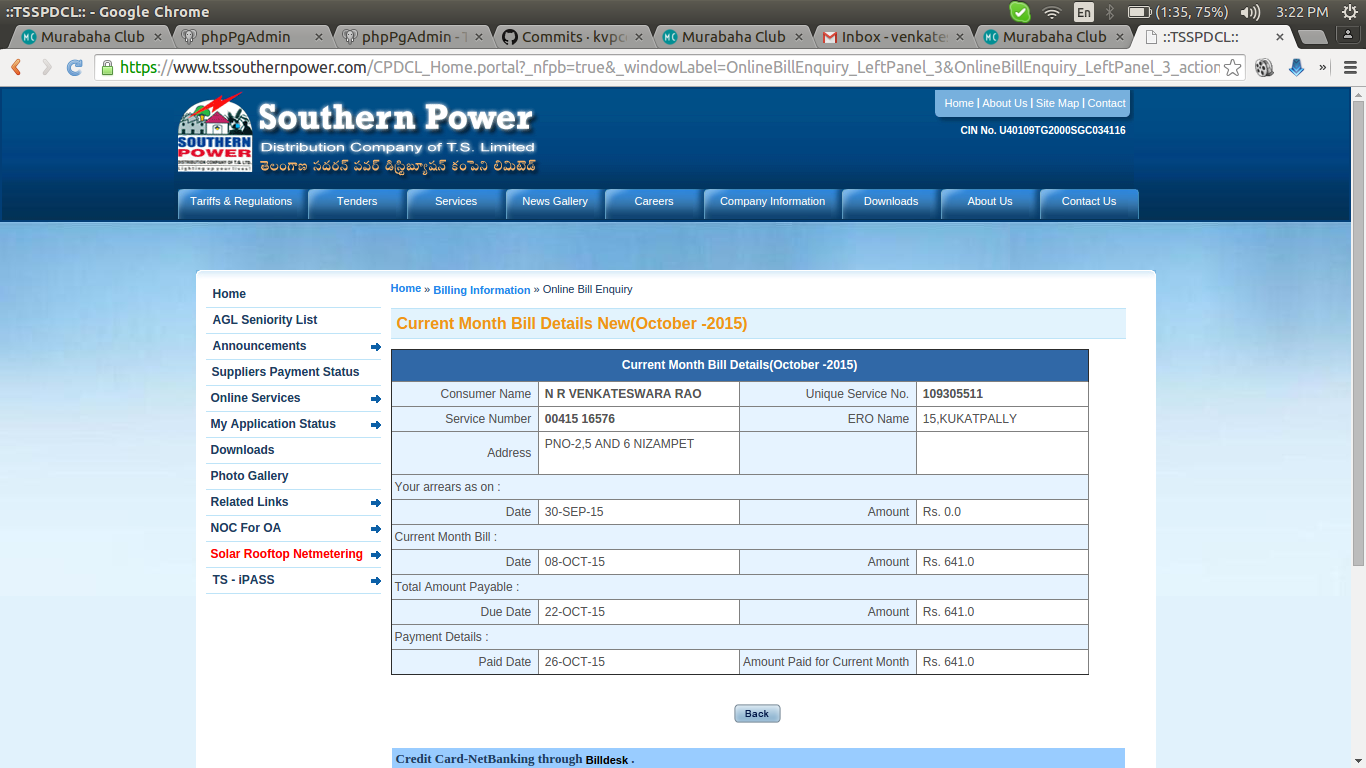 ::TSSPDCL:: - Google Chrome
En
(1:35, 75%)
3:22 PM
Murabaha Club
phpPgAdmin
phpPgAdmin - T
Commits · kvpc
Murabaha Club
Inbox - venkate
Murabaha Club
::TSSPDCL::
https://www.tssouthernpower.com/CPDCL_Home.portal?_nfpb=true&_windowLabel=OnlineBillEnquiry_LeftPanel_3&OnlineBillEnquiry_LeftPanel_3_action
SOUTHERN
POWER
DISTRIBUTION COMPANY OF T.S. LTD.
Lighting up your lives!
Southern Power
Distribution Company of T.S. Limited
తెలంగాణ సదరన్ పవర్ డిస్ట్రిబ్యూషన్ కంపెని లిమిటెడ్
Home | About Us | Site Map | Contact
CIN No. U40109TG2000SGC034116
Tariffs & Regulations
Tenders
Services
News Gallery
Careers
Company Information
Downloads
About Us
Contact Us
Home
AGL Seniority List
Announcements
Suppliers Payment Status
Online Services
My Application Status
Downloads
Photo Gallery
Related Links
NOC For OA
Solar Rooftop Netmetering
TS - iPASS
Home » Billing Information » Online Bill Enquiry
Current Month Bill Details New(October -2015)
Current Month Bill Details(October -2015)
Consumer Name N R VENKATESWARA RAO Unique Service No. 109305511
Service Number 00415 16576 ERO Name 15,KUKATPALLY
Address PNO-2,5 AND 6 NIZAMPET
Your arrears as on :
Date 30-SEP-15 Amount Rs. 0.0
Current Month Bill :
Date 08-OCT-15 Amount Rs. 641.0
Total Amount Payable :
Due Date 22-OCT-15 Amount Rs. 641.0
Payment Details :
Paid Date 26-OCT-15 Amount Paid for Current Month Rs. 641.0
Back
Credit Card-NetBanking through Billdesk .